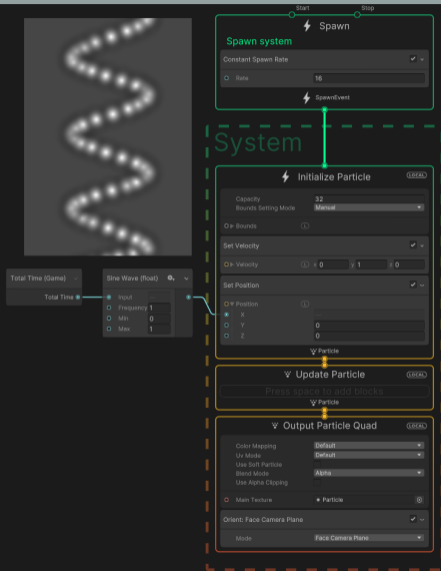 Start Stop
Spawn
Spawn system
Constant Spawn Rate
Rate 16
SpawnEvent
System
Initialize Particle LOCAL
Capacity 32
Bounds Setting Mode Manual
Bounds
Set Velocity
Velocity x 0 y 1 z 0
Set Position
Position
X
Y 0
Z 0
Particle
Total Time (Game)
Total Time
Sine Wave (float)
Input
Frequency 1
Min 0
Max 1
Update Particle LOCAL
Press space to add blocks
Particle
Output Particle Quad LOCAL
Color Mapping Default
Uv Mode Default
Use Soft Particle
Blend Mode Alpha
Use Alpha Clipping
Main Texture Particle
Orient: Face Camera Plane
Mode Face Camera Plane